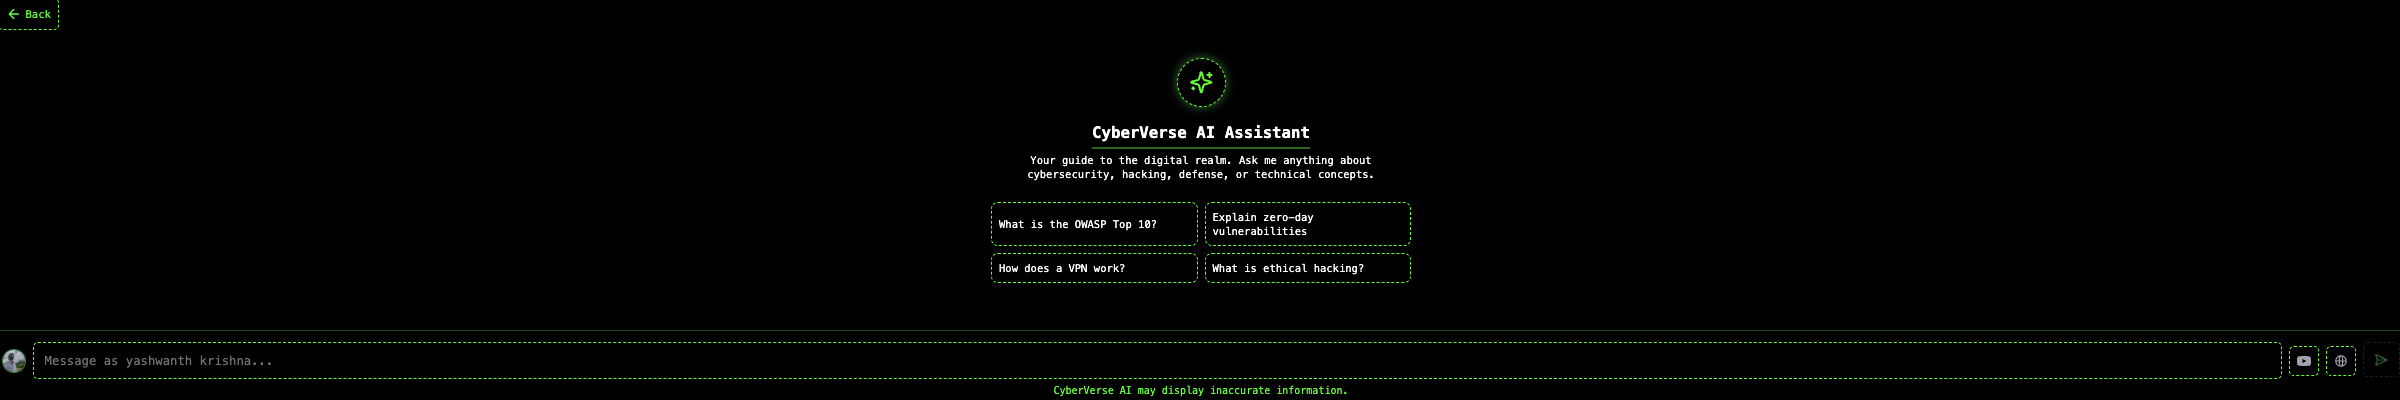 Back
CyberVerse AI Assistant
Your guide to the digital realm. Ask me anything about
cybersecurity, hacking, defense, or technical concepts.
What is the OWASP Top 10?
Explain zero-day
vulnerabilities
How does a VPN work?
What is ethical hacking?
Message as yashwanth krishna...
CyberVerse AI may display inaccurate information.